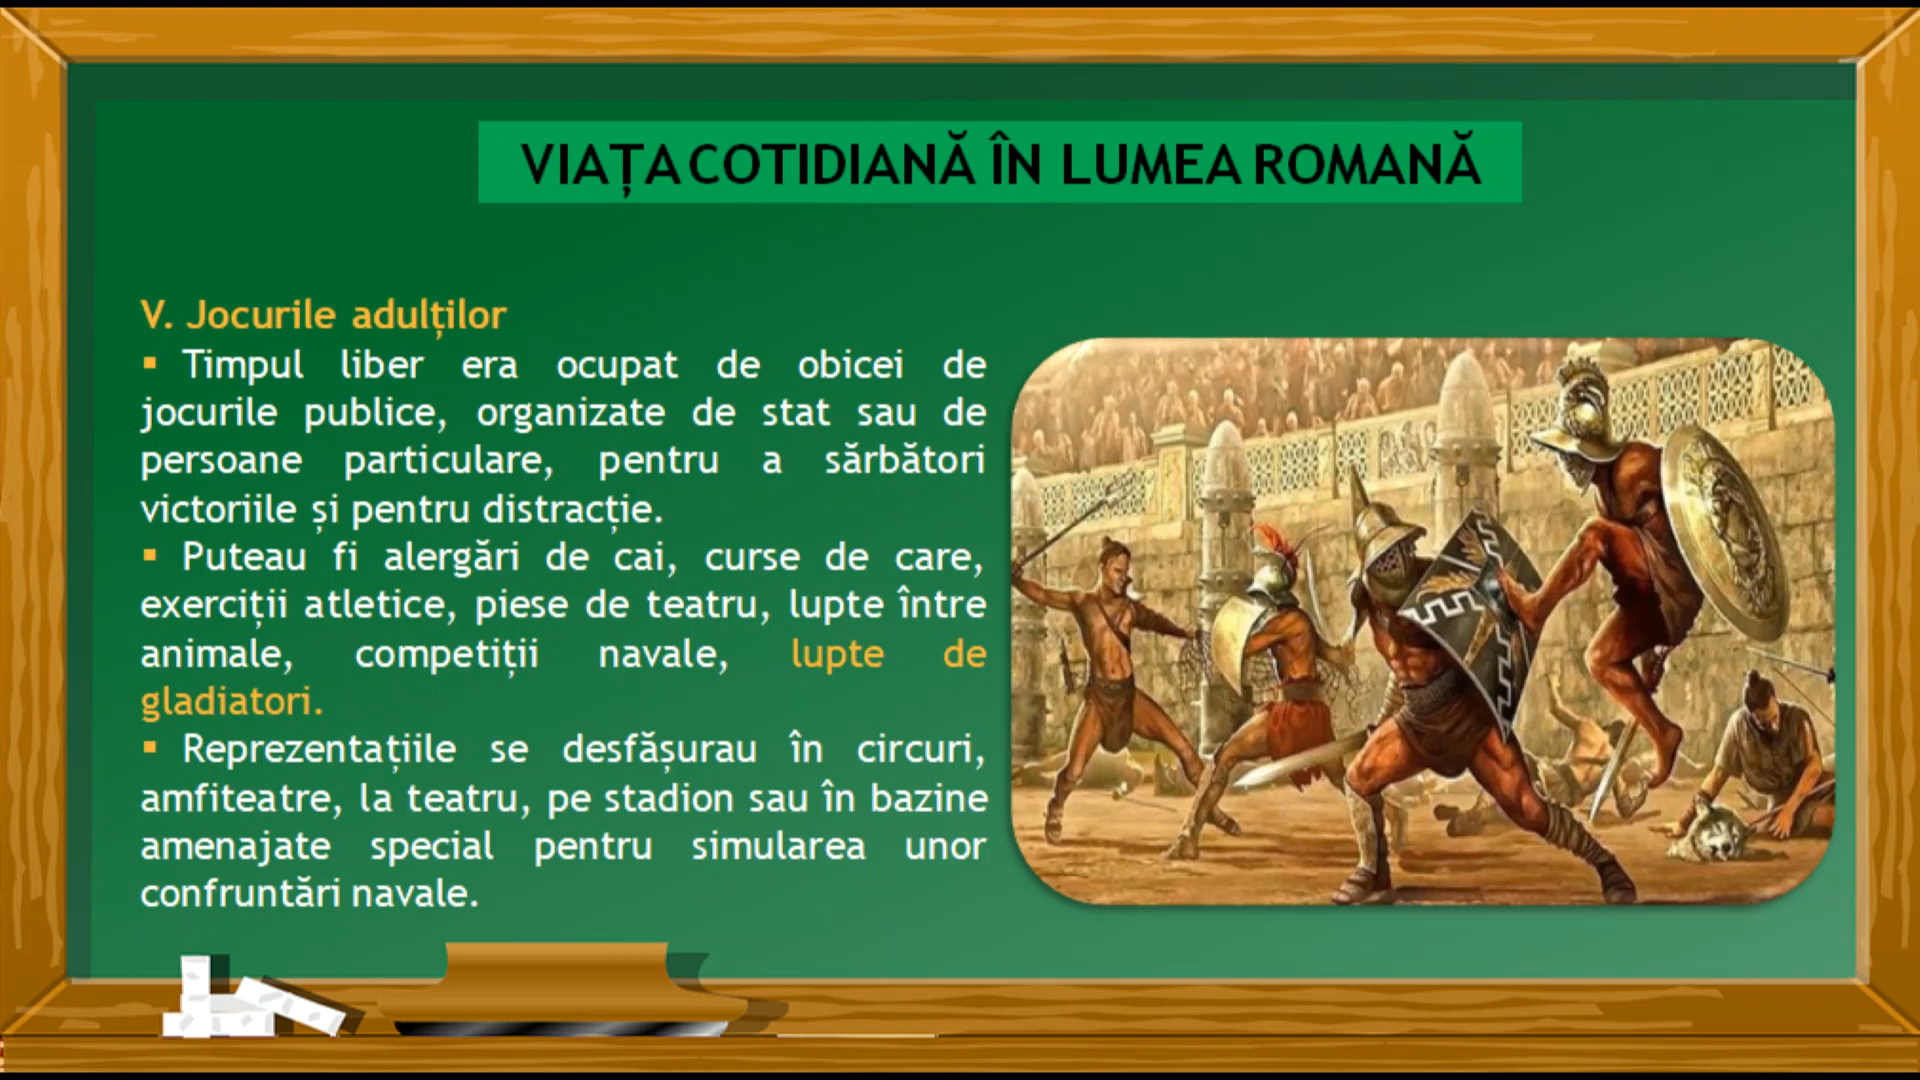 VIAȚA COTIDIANĂ ÎN LUMEA ROMANĂ
V. Jocurile adulților
▪ Timpul liber era ocupat de obicei de
jocurile publice, organizate de stat sau de
persoane particulare, pentru a sărbători
victoriile și pentru distracție.
▪ Puteau fi alergări de cai, curse de care,
exerciții atletice, piese de teatru, lupte între
animale, competiții navale, lupte de
gladiatori.
▪ Reprezentațiile se desfășurau în circuri,
amfiteatre, la teatru, pe stadion sau în bazine
amenajate special pentru simularea unor
confruntări navale.